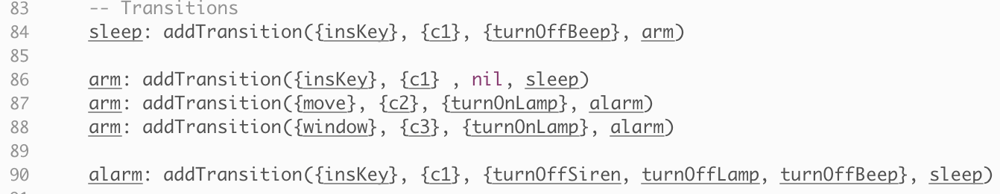 83 -- Transitions
84 sleep: addTransition({insKey}, {c1}, {turnOffBeep}, arm)
85
86 arm: addTransition({insKey}, {c1} , nil, sleep)
87 arm: addTransition({move}, {c2}, {turnOnLamp}, alarm)
88 arm: addTransition({window}, {c3}, {turnOnLamp}, alarm)
89
90 alarm: addTransition({insKey}, {c1}, {turnOffSiren, turnOffLamp, turnOffBeep}, sleep)